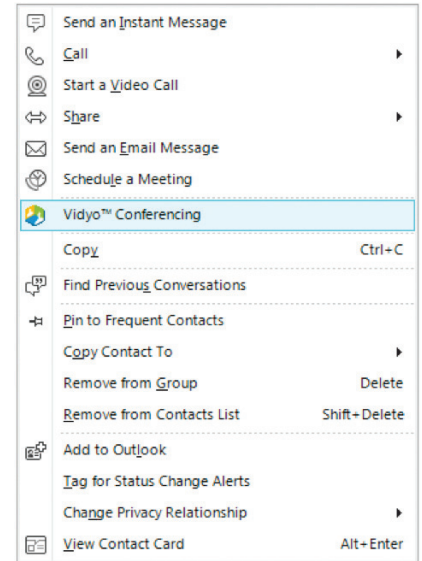 Send an Instant Message
Call
Start a Video Call
Share
Send an Email Message
Schedule a Meeting
Vidyo™ Conferencing
Copy Ctrl+C
Find Previous Conversations
Pin to Frequent Contacts
Copy Contact To
Remove from Group Delete
Remove from Contacts List Shift+Delete
Add to Outlook
Tag for Status Change Alerts
Change Privacy Relationship
View Contact Card Alt+Enter